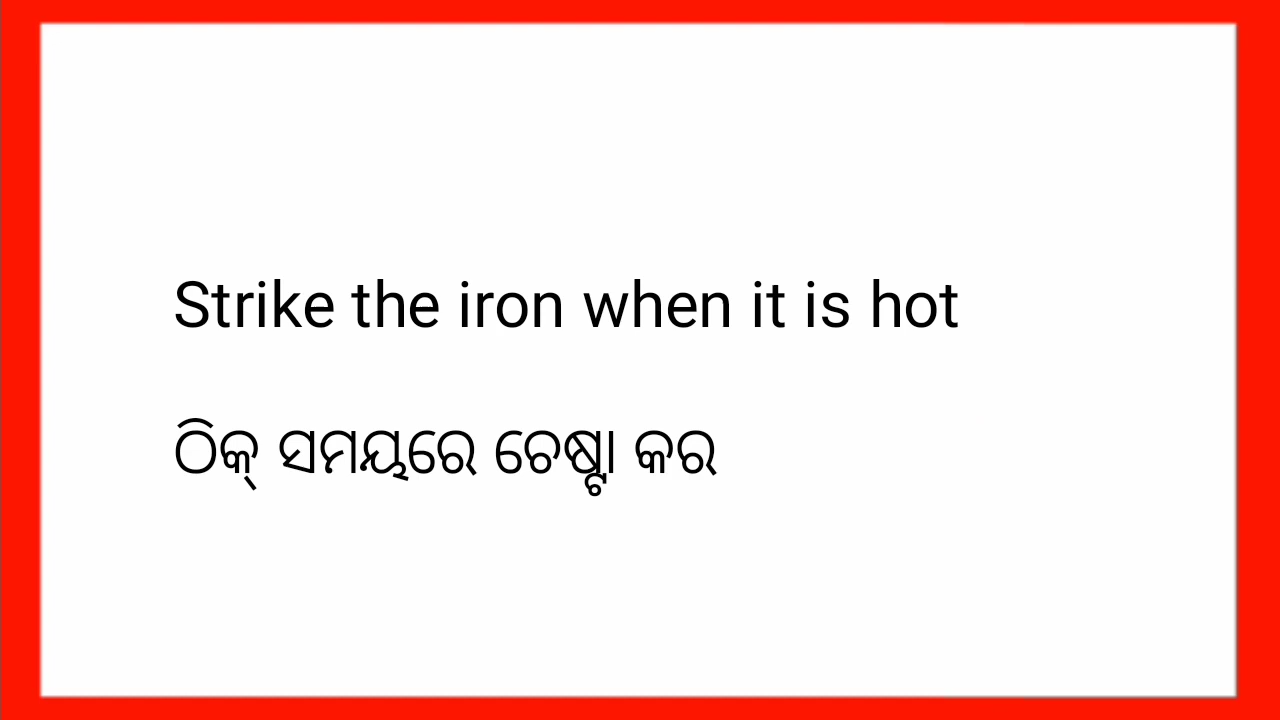 Strike the iron when it is hot
ଠିକ୍ ସମୟରେ ଚେଷ୍ଟା କର